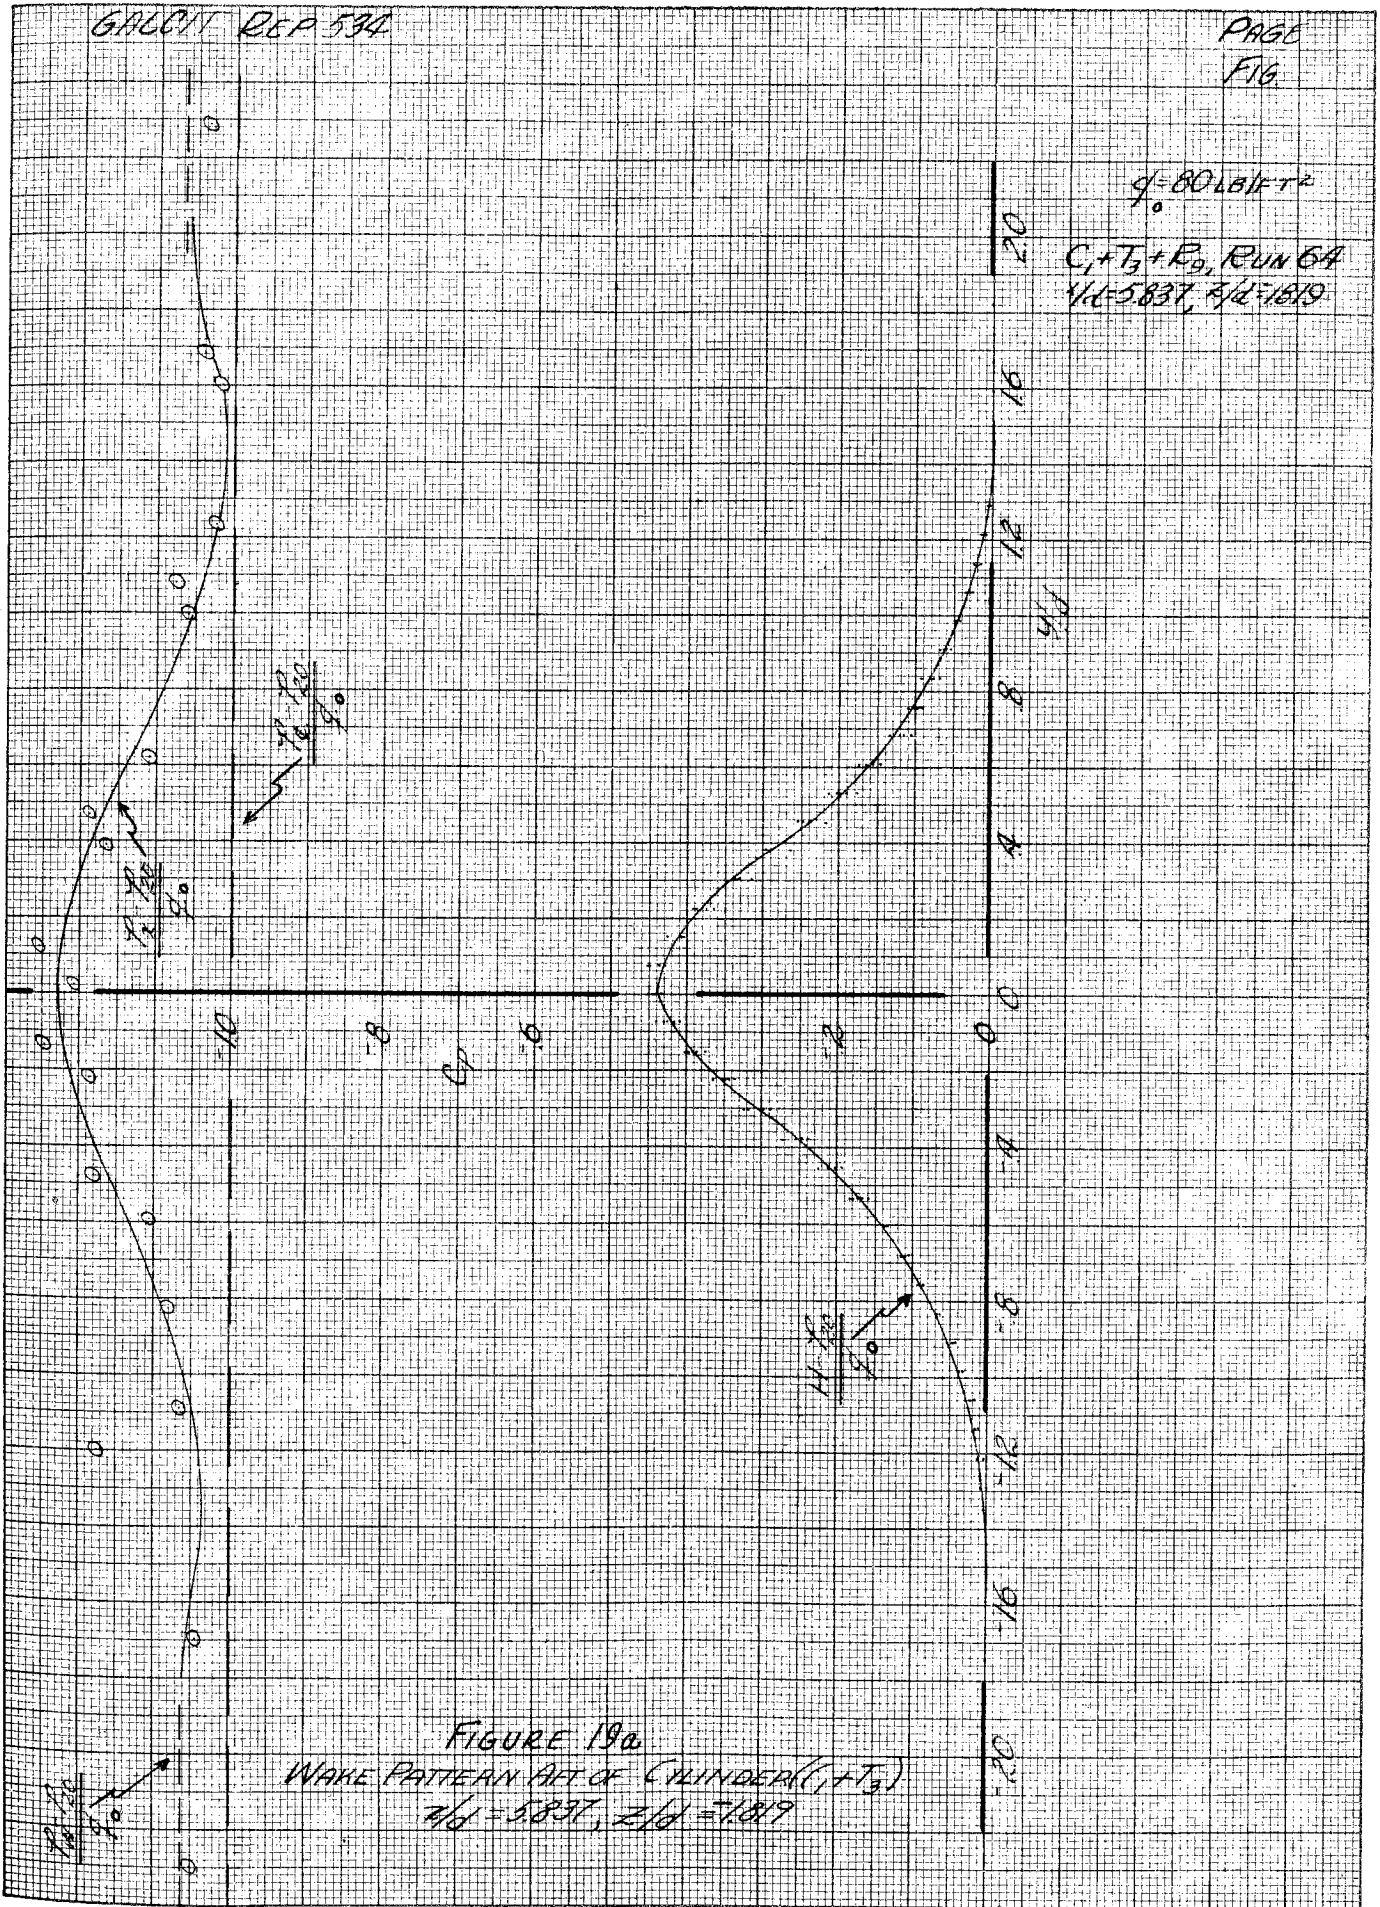 GALCIT REP 534
PAGE
FIG.
q₀=80 LB/FT²
C₁+T₃+R₉, RUN 64
x/d=5.837, z/d=1.819
2.0
1.6
1.2
y/d
.8
.4
0
-.4
-.8
-1.2
-1.6
-2.0
-1.0
-.8
Cp
-.6
-.2
0
H-P₂₀
q₀
FIGURE 19a
WAKE PATTERN AFT OF CYLINDER (C₁+T₃)
x/d = 5.837, z/d = 1.819